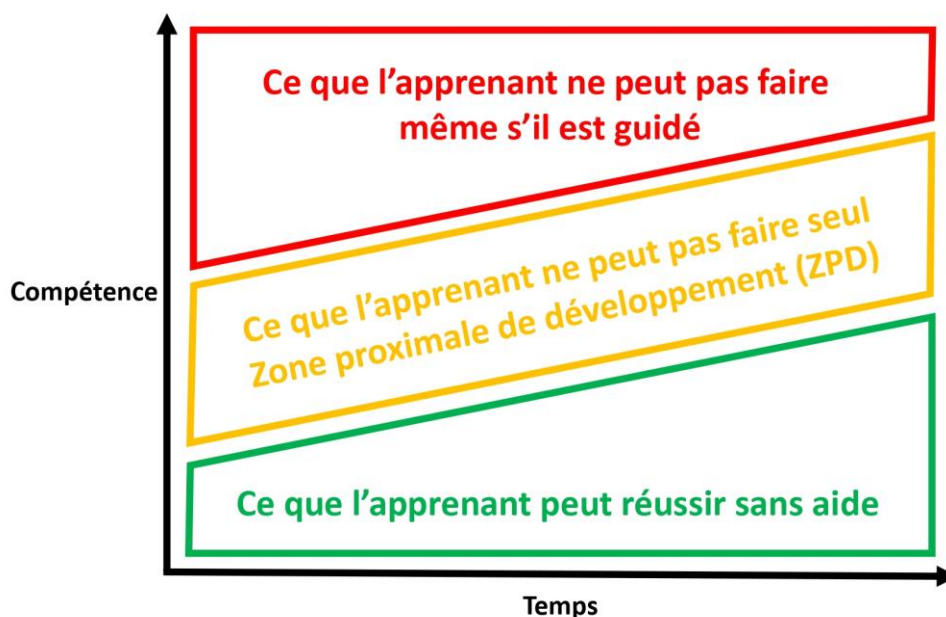 Ce que l’apprenant ne peut pas faire
même s’il est guidé
Ce que l’apprenant ne peut pas faire seul
Zone proximale de développement (ZPD)
Compétence
Ce que l’apprenant peut réussir sans aide
Temps